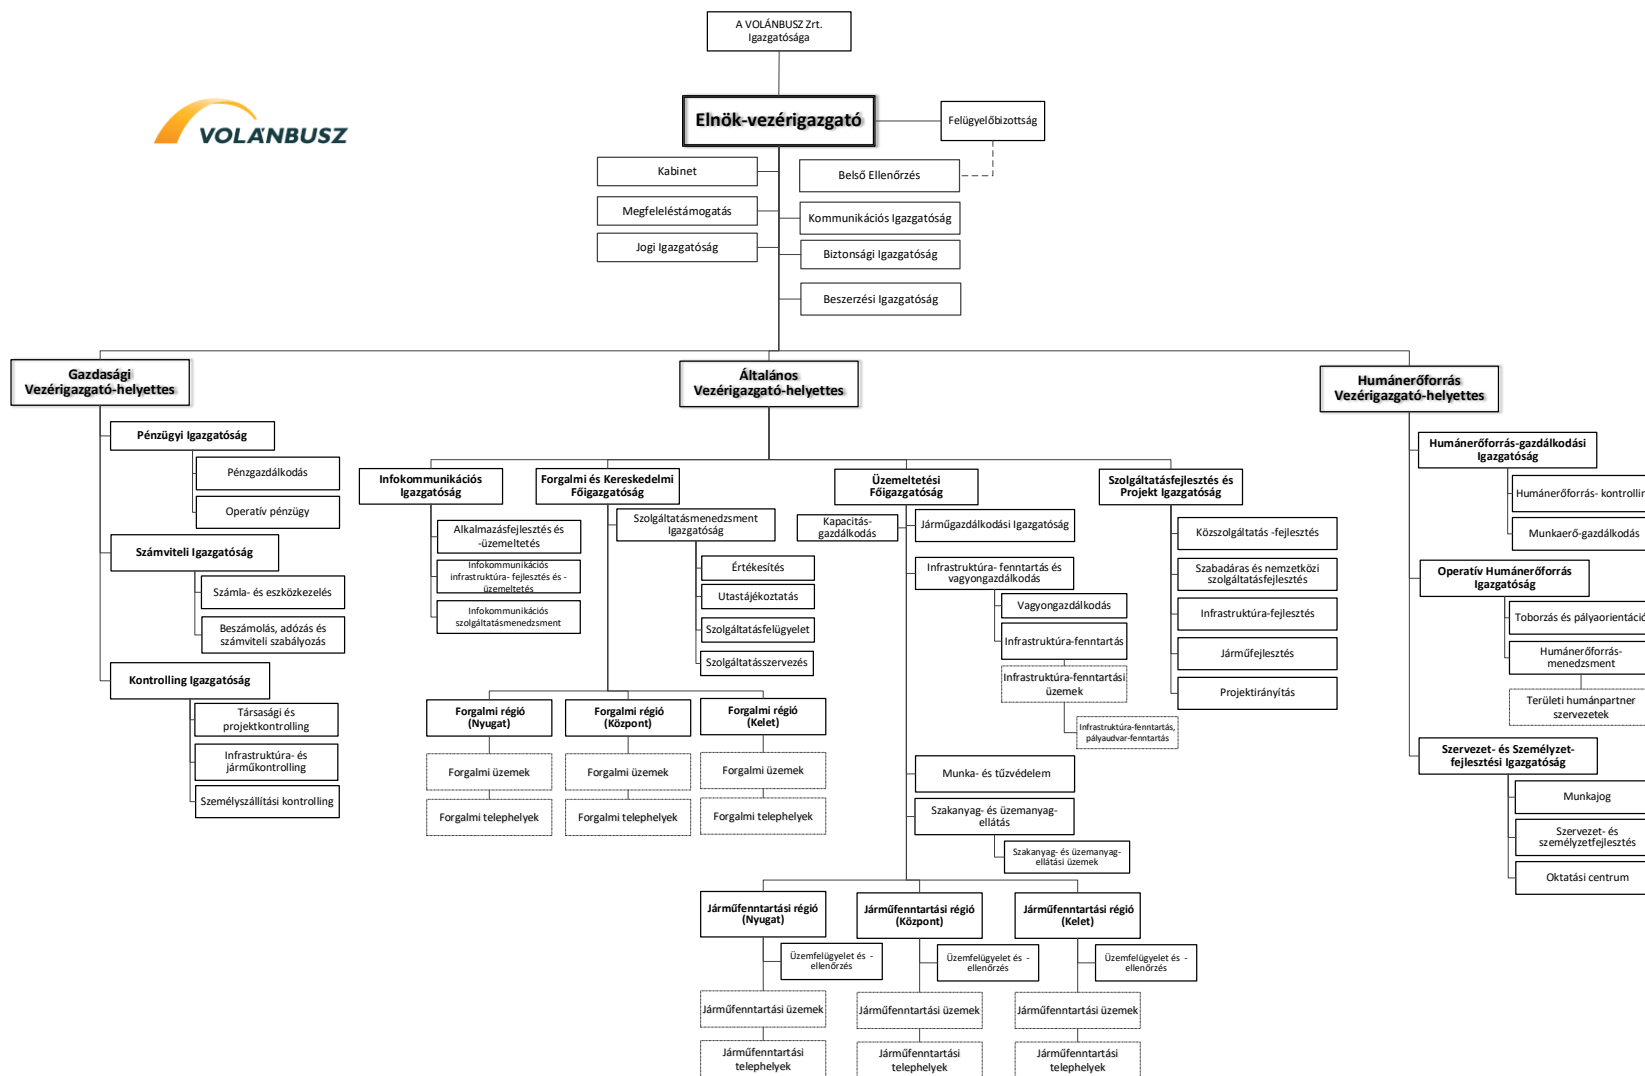 A VOLÁNBUSZ Zrt.
Igazgatósága
VOLÁNBUSZ
Elnök-vezérigazgató
Felügyelőbizottság
Kabinet
Belső Ellenőrzés
Megfeleléstámogatás
Kommunikációs Igazgatóság
Jogi Igazgatóság
Biztonsági Igazgatóság
Beszerzési Igazgatóság
Gazdasági
Vezérigazgató-helyettes
Általános
Vezérigazgató-helyettes
Humánerőforrás
Vezérigazgató-helyettes
Pénzügyi Igazgatóság
Pénzgazdálkodás
Operatív pénzügy
Számviteli Igazgatóság
Számla- és eszközkezelés
Beszámolás, adózás és
számviteli szabályozás
Kontrolling Igazgatóság
Társasági és
projektkontrolling
Infrastruktúra- és
járműkontrolling
Személyszállítási kontrolling
Infokommunikációs
Igazgatóság
Alkalmazásfejlesztés és
-üzemeltetés
Infokommunikációs
infrastruktúra- fejlesztés és -
üzemeltetés
Infokommunikációs
szolgáltatásmenedzsment
Forgalmi és Kereskedelmi
Főigazgatóság
Szolgáltatásmenedzsment
Igazgatóság
Értékesítés
Utastájékoztatás
Szolgáltatásfelügyelet
Szolgáltatásszervezés
Forgalmi régió
(Nyugat)
Forgalmi üzemek
Forgalmi telephelyek
Forgalmi régió
(Központ)
Forgalmi üzemek
Forgalmi telephelyek
Forgalmi régió
(Kelet)
Forgalmi üzemek
Forgalmi telephelyek
Üzemeltetési
Főigazgatóság
Kapacitás-
gazdálkodás
Járműgazdálkodási Igazgatóság
Infrastruktúra- fenntartás és
vagyongazdálkodás
Vagyongazdálkodás
Infrastruktúra-fenntartás
Infrastruktúra-fenntartási
üzemek
Infrastruktúra-fenntartás,
pályaudvar-fenntartás
Munka- és tűzvédelem
Szakanyag- és üzemanyag-
ellátás
Szakanyag- és üzemanyag-
ellátási üzemek
Járműfenntartási régió
(Nyugat)
Üzemfelügyelet és -
ellenőrzés
Járműfenntartási üzemek
Járműfenntartási
telephelyek
Járműfenntartási régió
(Központ)
Üzemfelügyelet és -
ellenőrzés
Járműfenntartási üzemek
Járműfenntartási
telephelyek
Járműfenntartási régió
(Kelet)
Üzemfelügyelet és -
ellenőrzés
Járműfenntartási üzemek
Járműfenntartási
telephelyek
Szolgáltatásfejlesztés és
Projekt Igazgatóság
Közszolgáltatás -fejlesztés
Szabadáras és nemzetközi
szolgáltatásfejlesztés
Infrastruktúra-fejlesztés
Járműfejlesztés
Projektirányítás
Humánerőforrás-gazdálkodási
Igazgatóság
Humánerőforrás- kontrollin
Munkaerő-gazdálkodás
Operatív Humánerőforrás
Igazgatóság
Toborzás és pályaorientáció
Humánerőforrás-
menedzsment
Területi humánpartner
szervezetek
Szervezet- és Személyzet-
fejlesztési Igazgatóság
Munkajog
Szervezet- és
személyzetfejlesztés
Oktatási centrum